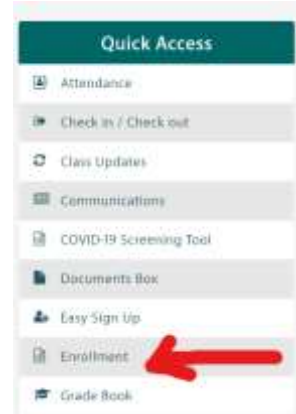 Quick Access
Attendance
Check in / Check out
Class Updates
Communications
COVID-19 Screening Tool
Documents Box
Easy Sign Up
Enrollment
Grade Book